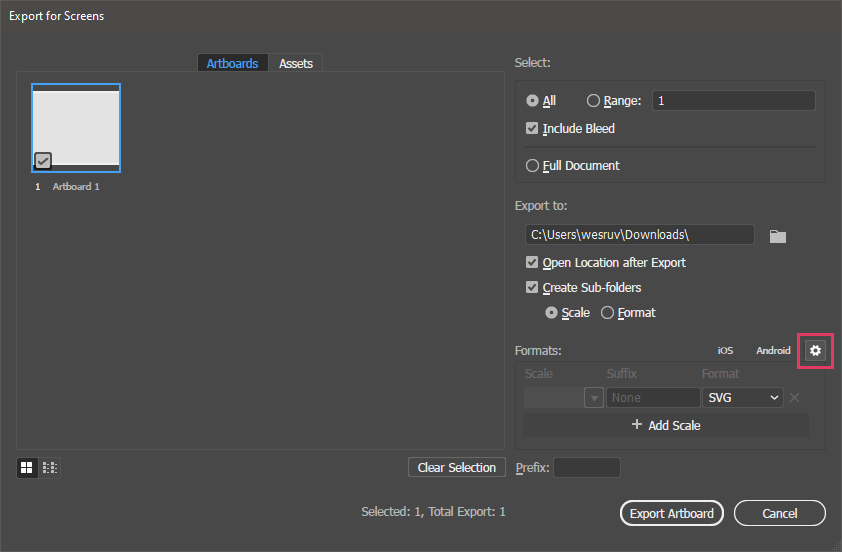 Export for Screens
Artboards Assets
1 Artboard 1
Clear Selection
Select:
All Range: 1
Include Bleed
Full Document
Export to:
C:\Users\wesruv\Downloads\
Open Location after Export
Create Sub-folders
Scale Format
Formats: iOS Android
Scale Suffix Format
None SVG
+ Add Scale
Prefix:
Selected: 1, Total Export: 1
Export Artboard Cancel